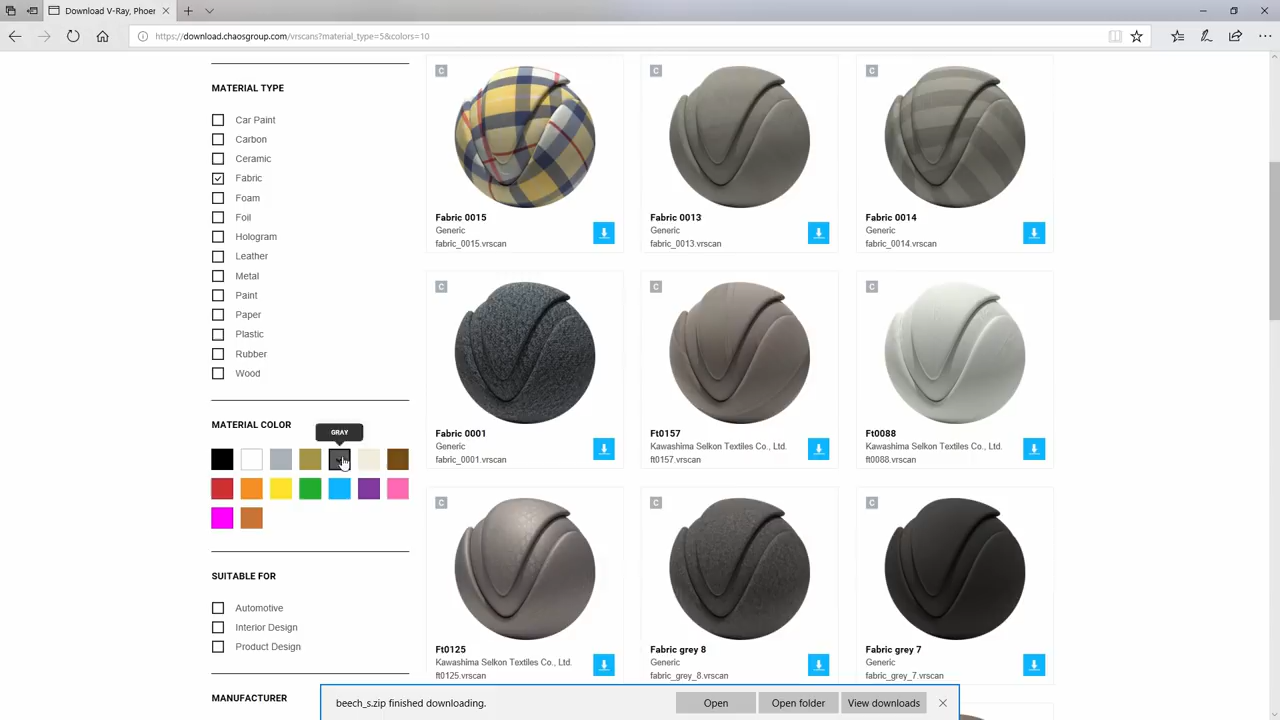 Download V-Ray, Phoe
https://download.chaosgroup.com/vrscans?material_type=5&colors=10
MATERIAL TYPE
Car Paint
Carbon
Ceramic
Fabric
Foam
Foil
Hologram
Leather
Metal
Paint
Paper
Plastic
Rubber
Wood
MATERIAL COLOR
GRAY
SUITABLE FOR
Automotive
Interior Design
Product Design
MANUFACTURER
C
Fabric 0015
Generic
fabric_0015.vrscan
C
Fabric 0013
Generic
fabric_0013.vrscan
C
Fabric 0014
Generic
fabric_0014.vrscan
C
Fabric 0001
Generic
fabric_0001.vrscan
C
Ft0157
Kawashima Selkon Textiles Co., Ltd.
ft0157.vrscan
C
Ft0088
Kawashima Selkon Textiles Co., Ltd.
ft0088.vrscan
C
Ft0125
Kawashima Selkon Textiles Co., Ltd.
ft0125.vrscan
C
Fabric grey 8
Generic
fabric_grey_8.vrscan
C
Fabric grey 7
Generic
fabric_grey_7.vrscan
beech_s.zip finished downloading.
Open
Open folder
View downloads